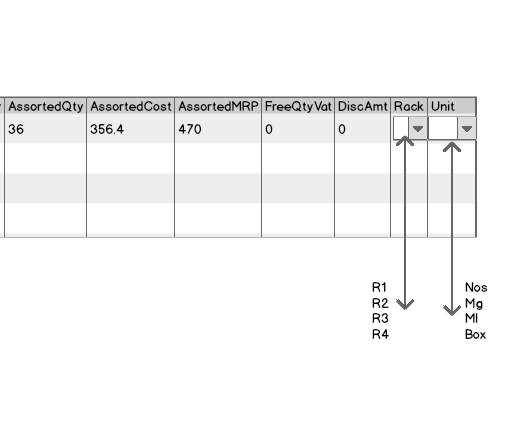 AssortedQty AssortedCost AssortedMRP FreeQtyVat DiscAmt Rack Unit
36 356.4 470 0 0
R1 Nos
R2 Mg
R3 Ml
R4 Box